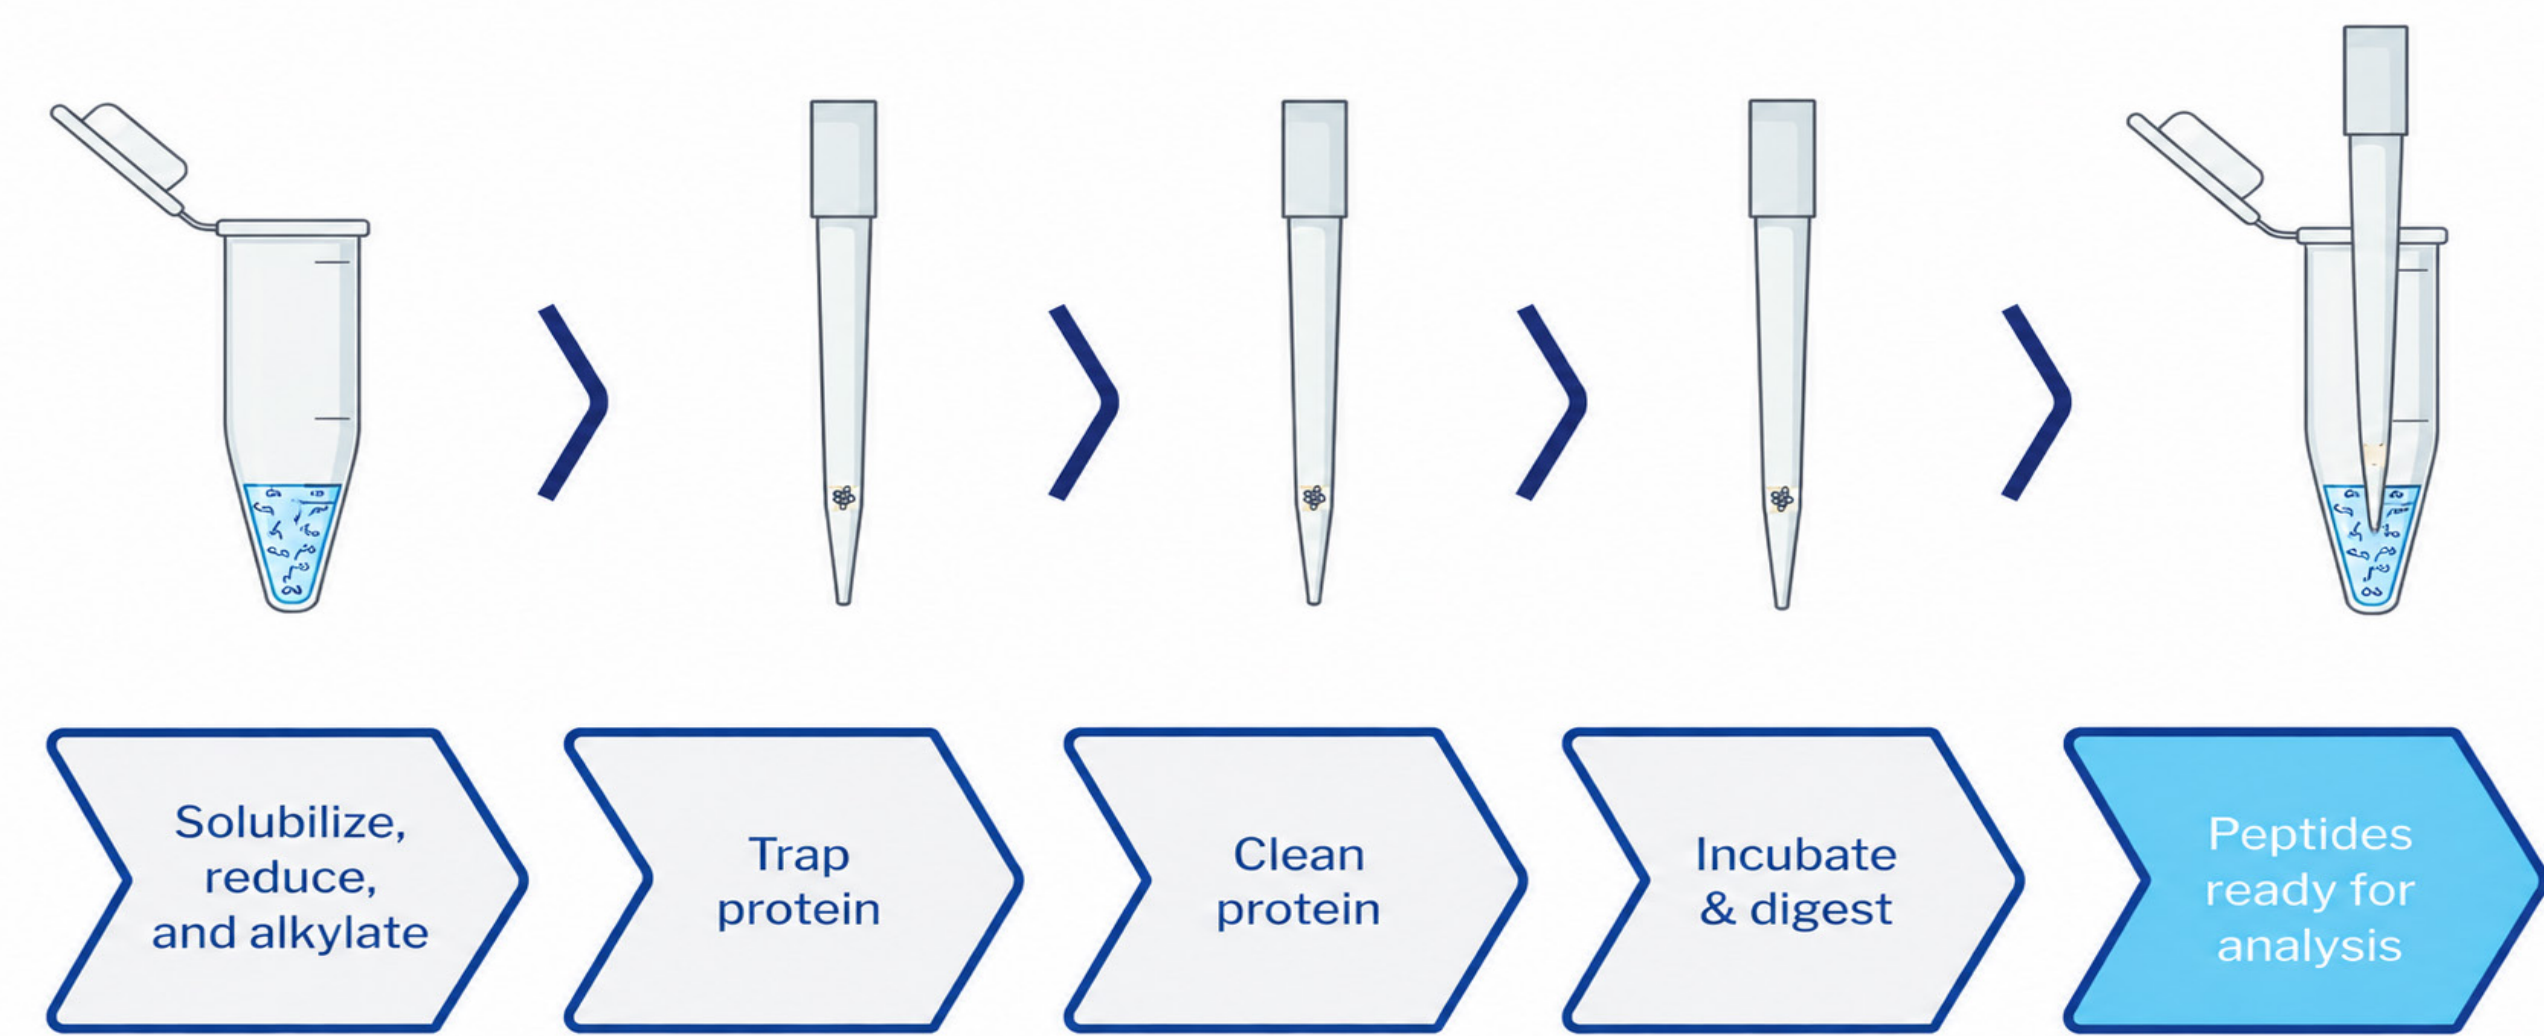 Solubilize,
reduce,
and alkylate
Trap
protein
Clean
protein
Incubate
& digest
Peptides
ready for
analysis